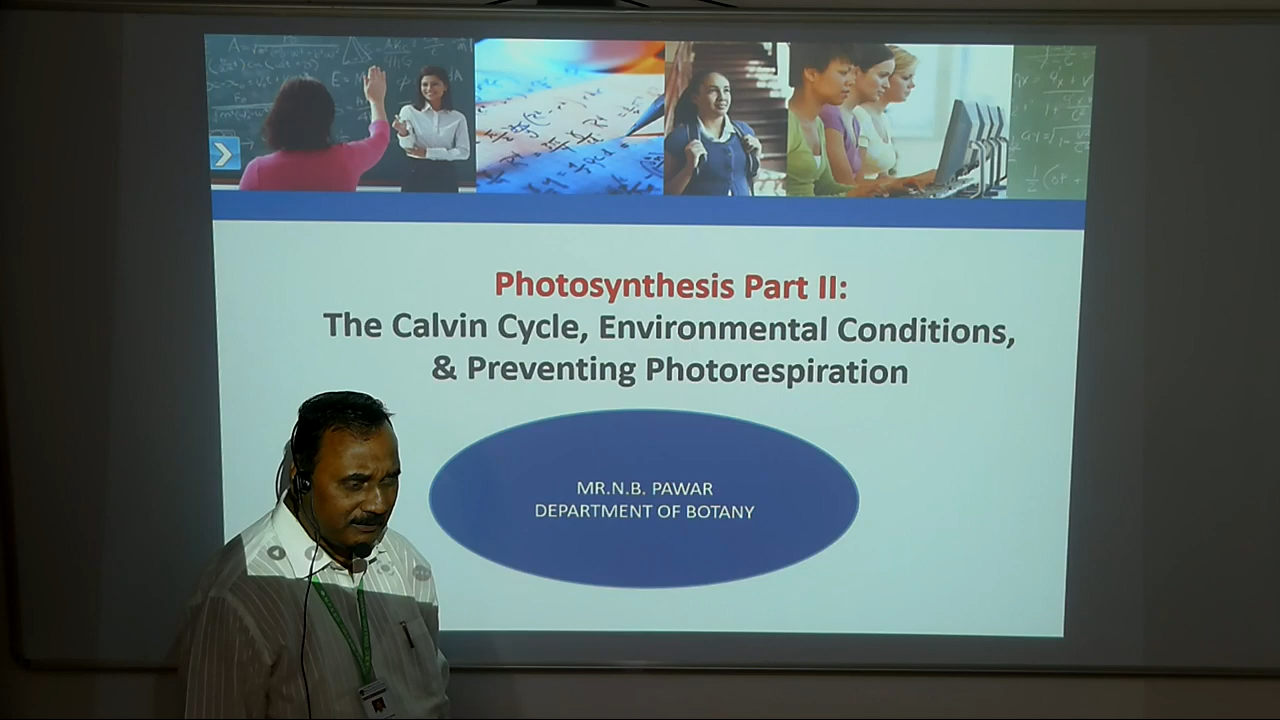 Photosynthesis Part II:
The Calvin Cycle, Environmental Conditions,
& Preventing Photorespiration
MR.N.B. PAWAR
DEPARTMENT OF BOTANY